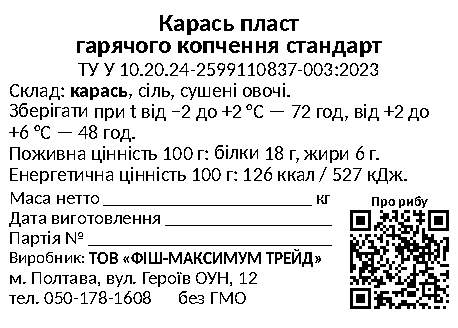 Карась пласт
гарячого копчення стандарт
ТУ У 10.20.24-2599110837-003:2023
Склад: карась, сіль, сушені овочі.
Зберігати при t від −2 до +2 °C — 72 год, від +2 до
+6 °C — 48 год.
Поживна цінність 100 г: білки 18 г, жири 6 г.
Енергетична цінність 100 г: 126 ккал / 527 кДж.
Маса нетто ______________________ кг
Про рибу
Дата виготовлення __________________
Партія № __________________________
Виробник: ТОВ «ФІШ-МАКСИМУМ ТРЕЙД»
м. Полтава, вул. Героїв ОУН, 12
тел. 050-178-1608 без ГМО